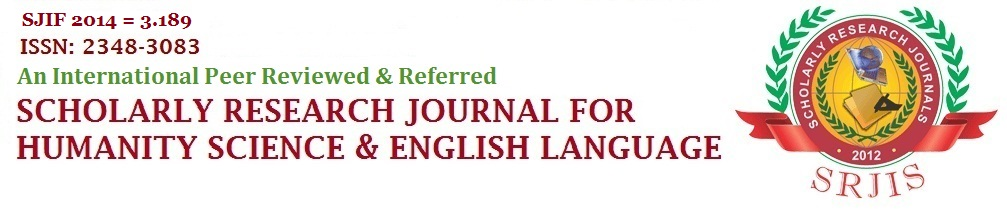 SJIF 2014 = 3.189
ISSN: 2348-3083
An International Peer Reviewed & Referred
SCHOLARLY RESEARCH JOURNAL FOR
HUMANITY SCIENCE & ENGLISH LANGUAGE
SCHOLARLY RESEARCH JOURNALS
2012
SRJIS